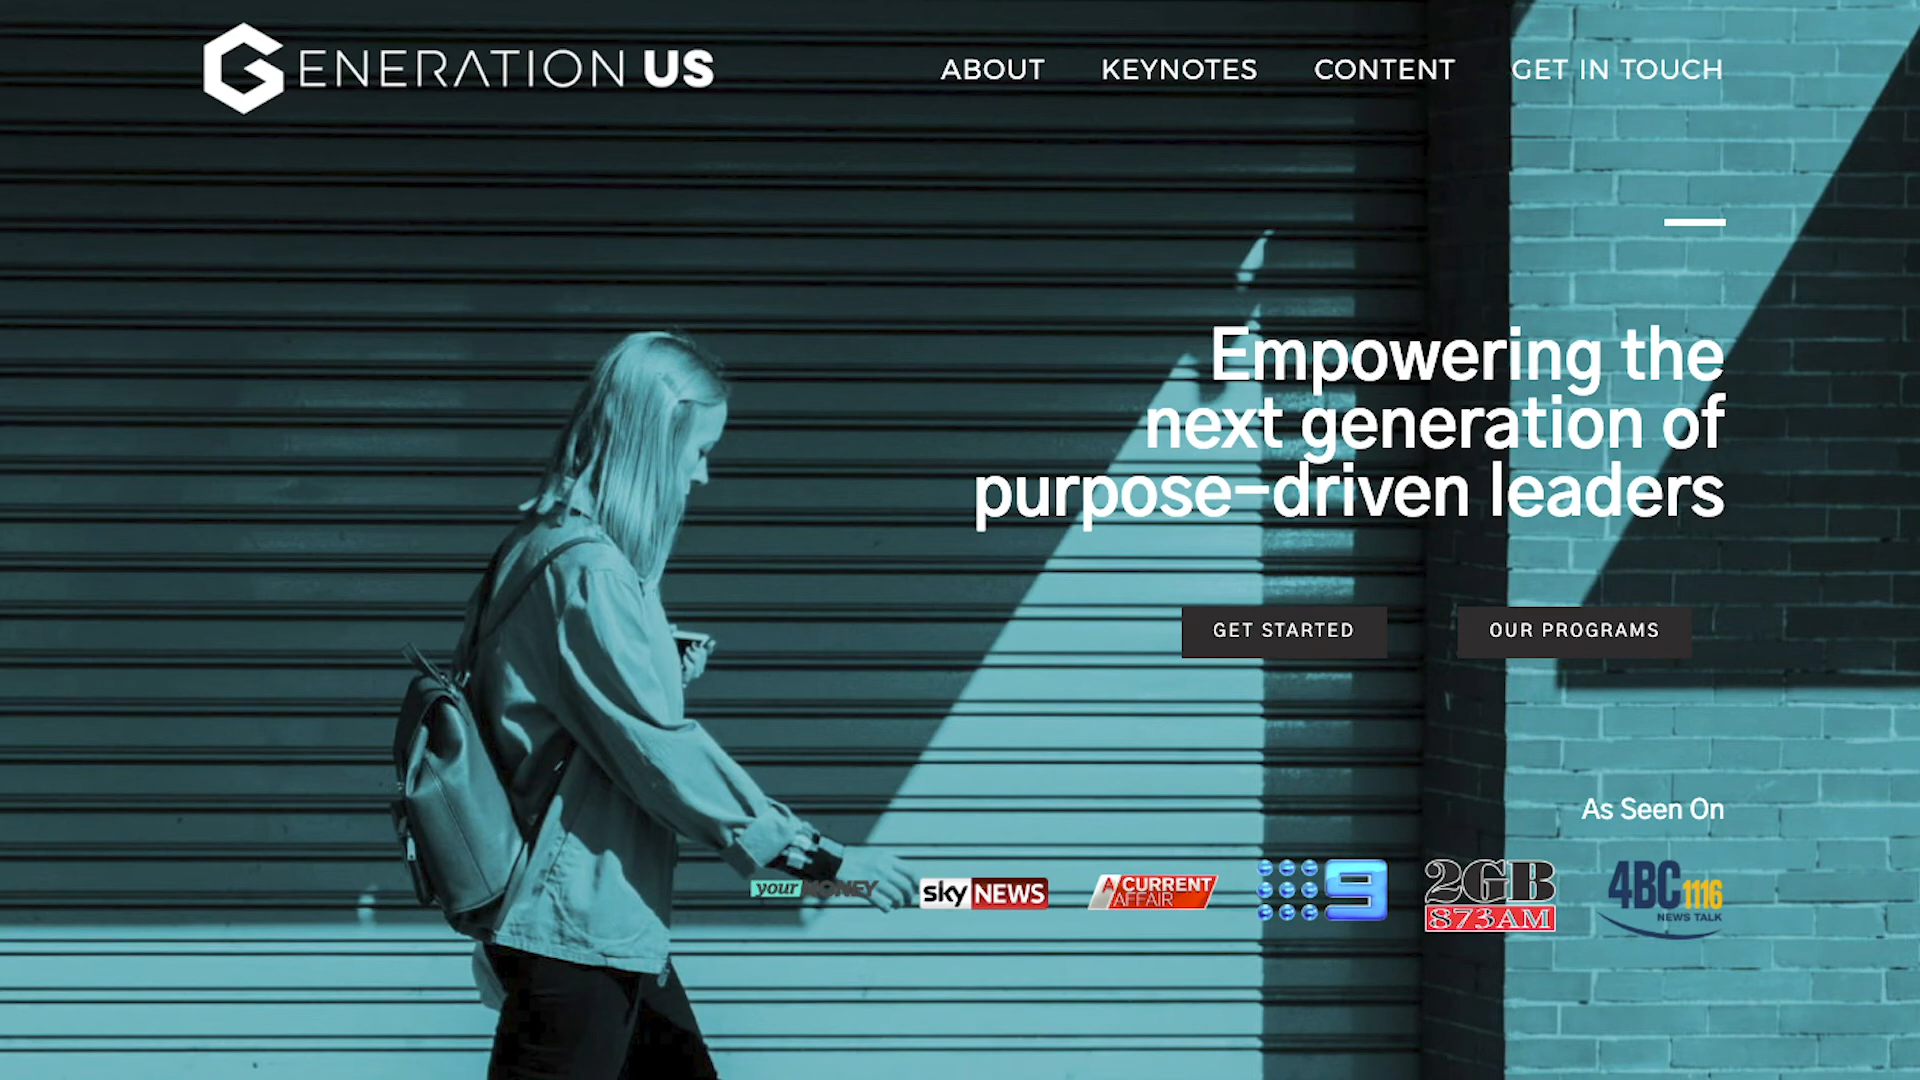 GENERATION US
ABOUT
KEYNOTES
CONTENT
GET IN TOUCH
Empowering the
next generation of
purpose-driven leaders
GET STARTED
OUR PROGRAMS
As Seen On
your MONEY
sky NEWS
A CURRENT
AFFAIR
9
2GB
873AM
4BC 1116
NEWS TALK